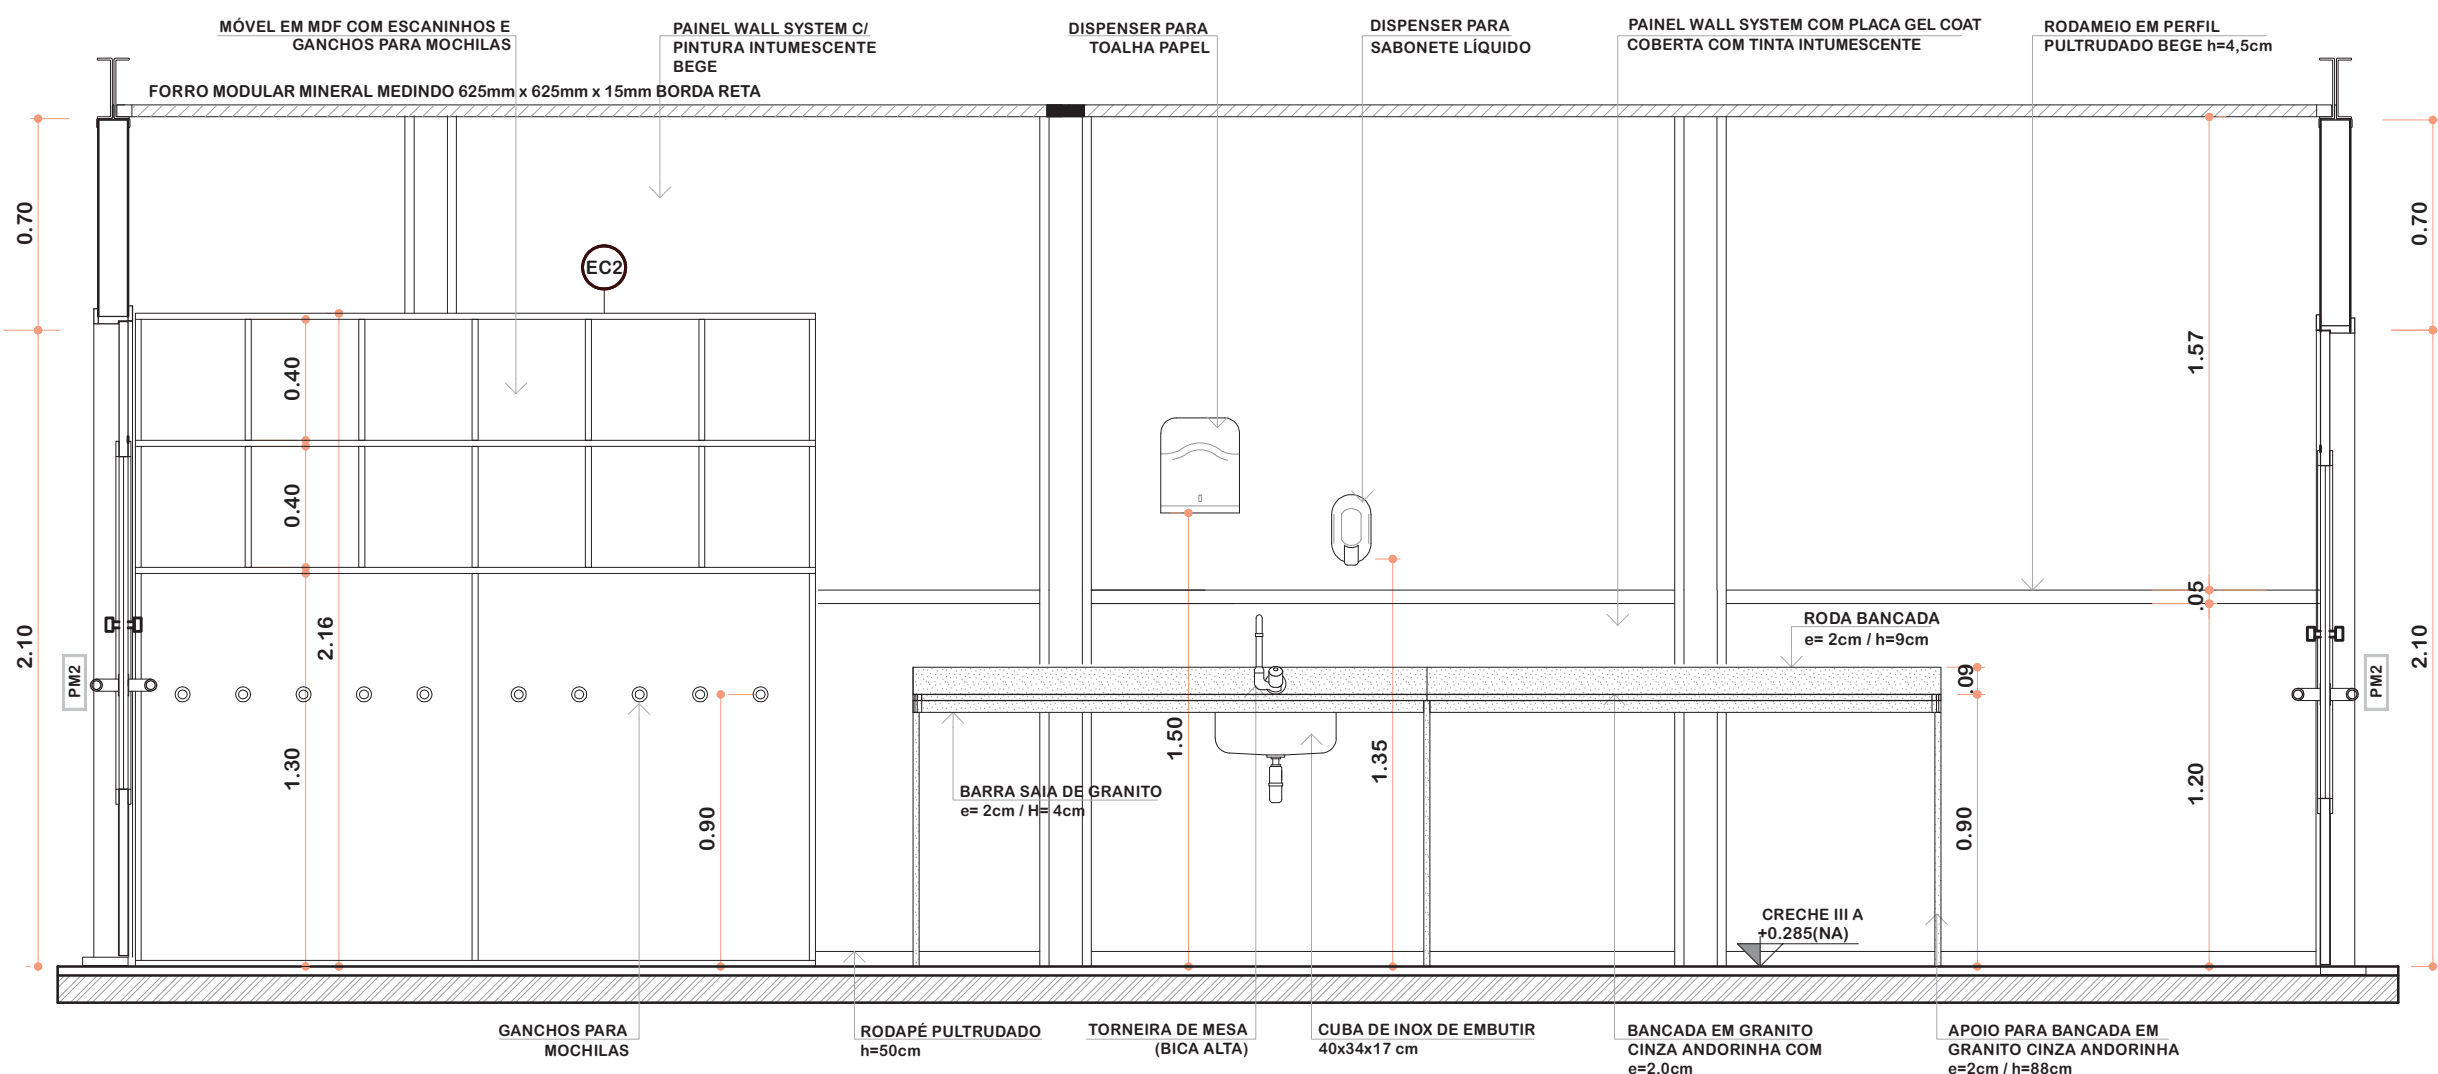 MÓVEL EM MDF COM ESCANINHOS E
GANCHOS PARA MOCHILAS
PAINEL WALL SYSTEM C/
PINTURA INTUMESCENTE
BEGE
DISPENSER PARA
TOALHA PAPEL
DISPENSER PARA
SABONETE LÍQUIDO
PAINEL WALL SYSTEM COM PLACA GEL COAT
COBERTA COM TINTA INTUMESCENTE
RODAMEIO EM PERFIL
PULTRUDADO BEGE h=4,5cm
FORRO MODULAR MINERAL MEDINDO 625mm x 625mm x 15mm BORDA RETA
0.70
0.70
EC2
0.40
1.57
0.40
.05
2.10
2.16
RODA BANCADA
e= 2cm / h=9cm
2.10
PM2
.09
PM2
1.30
1.50
1.35
1.20
BARRA SAIA DE GRANITO
e= 2cm / H= 4cm
0.90
0.90
CRECHE III A
+0.285(NA)
GANCHOS PARA
MOCHILAS
RODAPÉ PULTRUDADO
h=50cm
TORNEIRA DE MESA
(BICA ALTA)
CUBA DE INOX DE EMBUTIR
40x34x17 cm
BANCADA EM GRANITO
CINZA ANDORINHA COM
e=2.0cm
APOIO PARA BANCADA EM
GRANITO CINZA ANDORINHA
e=2cm / h=88cm